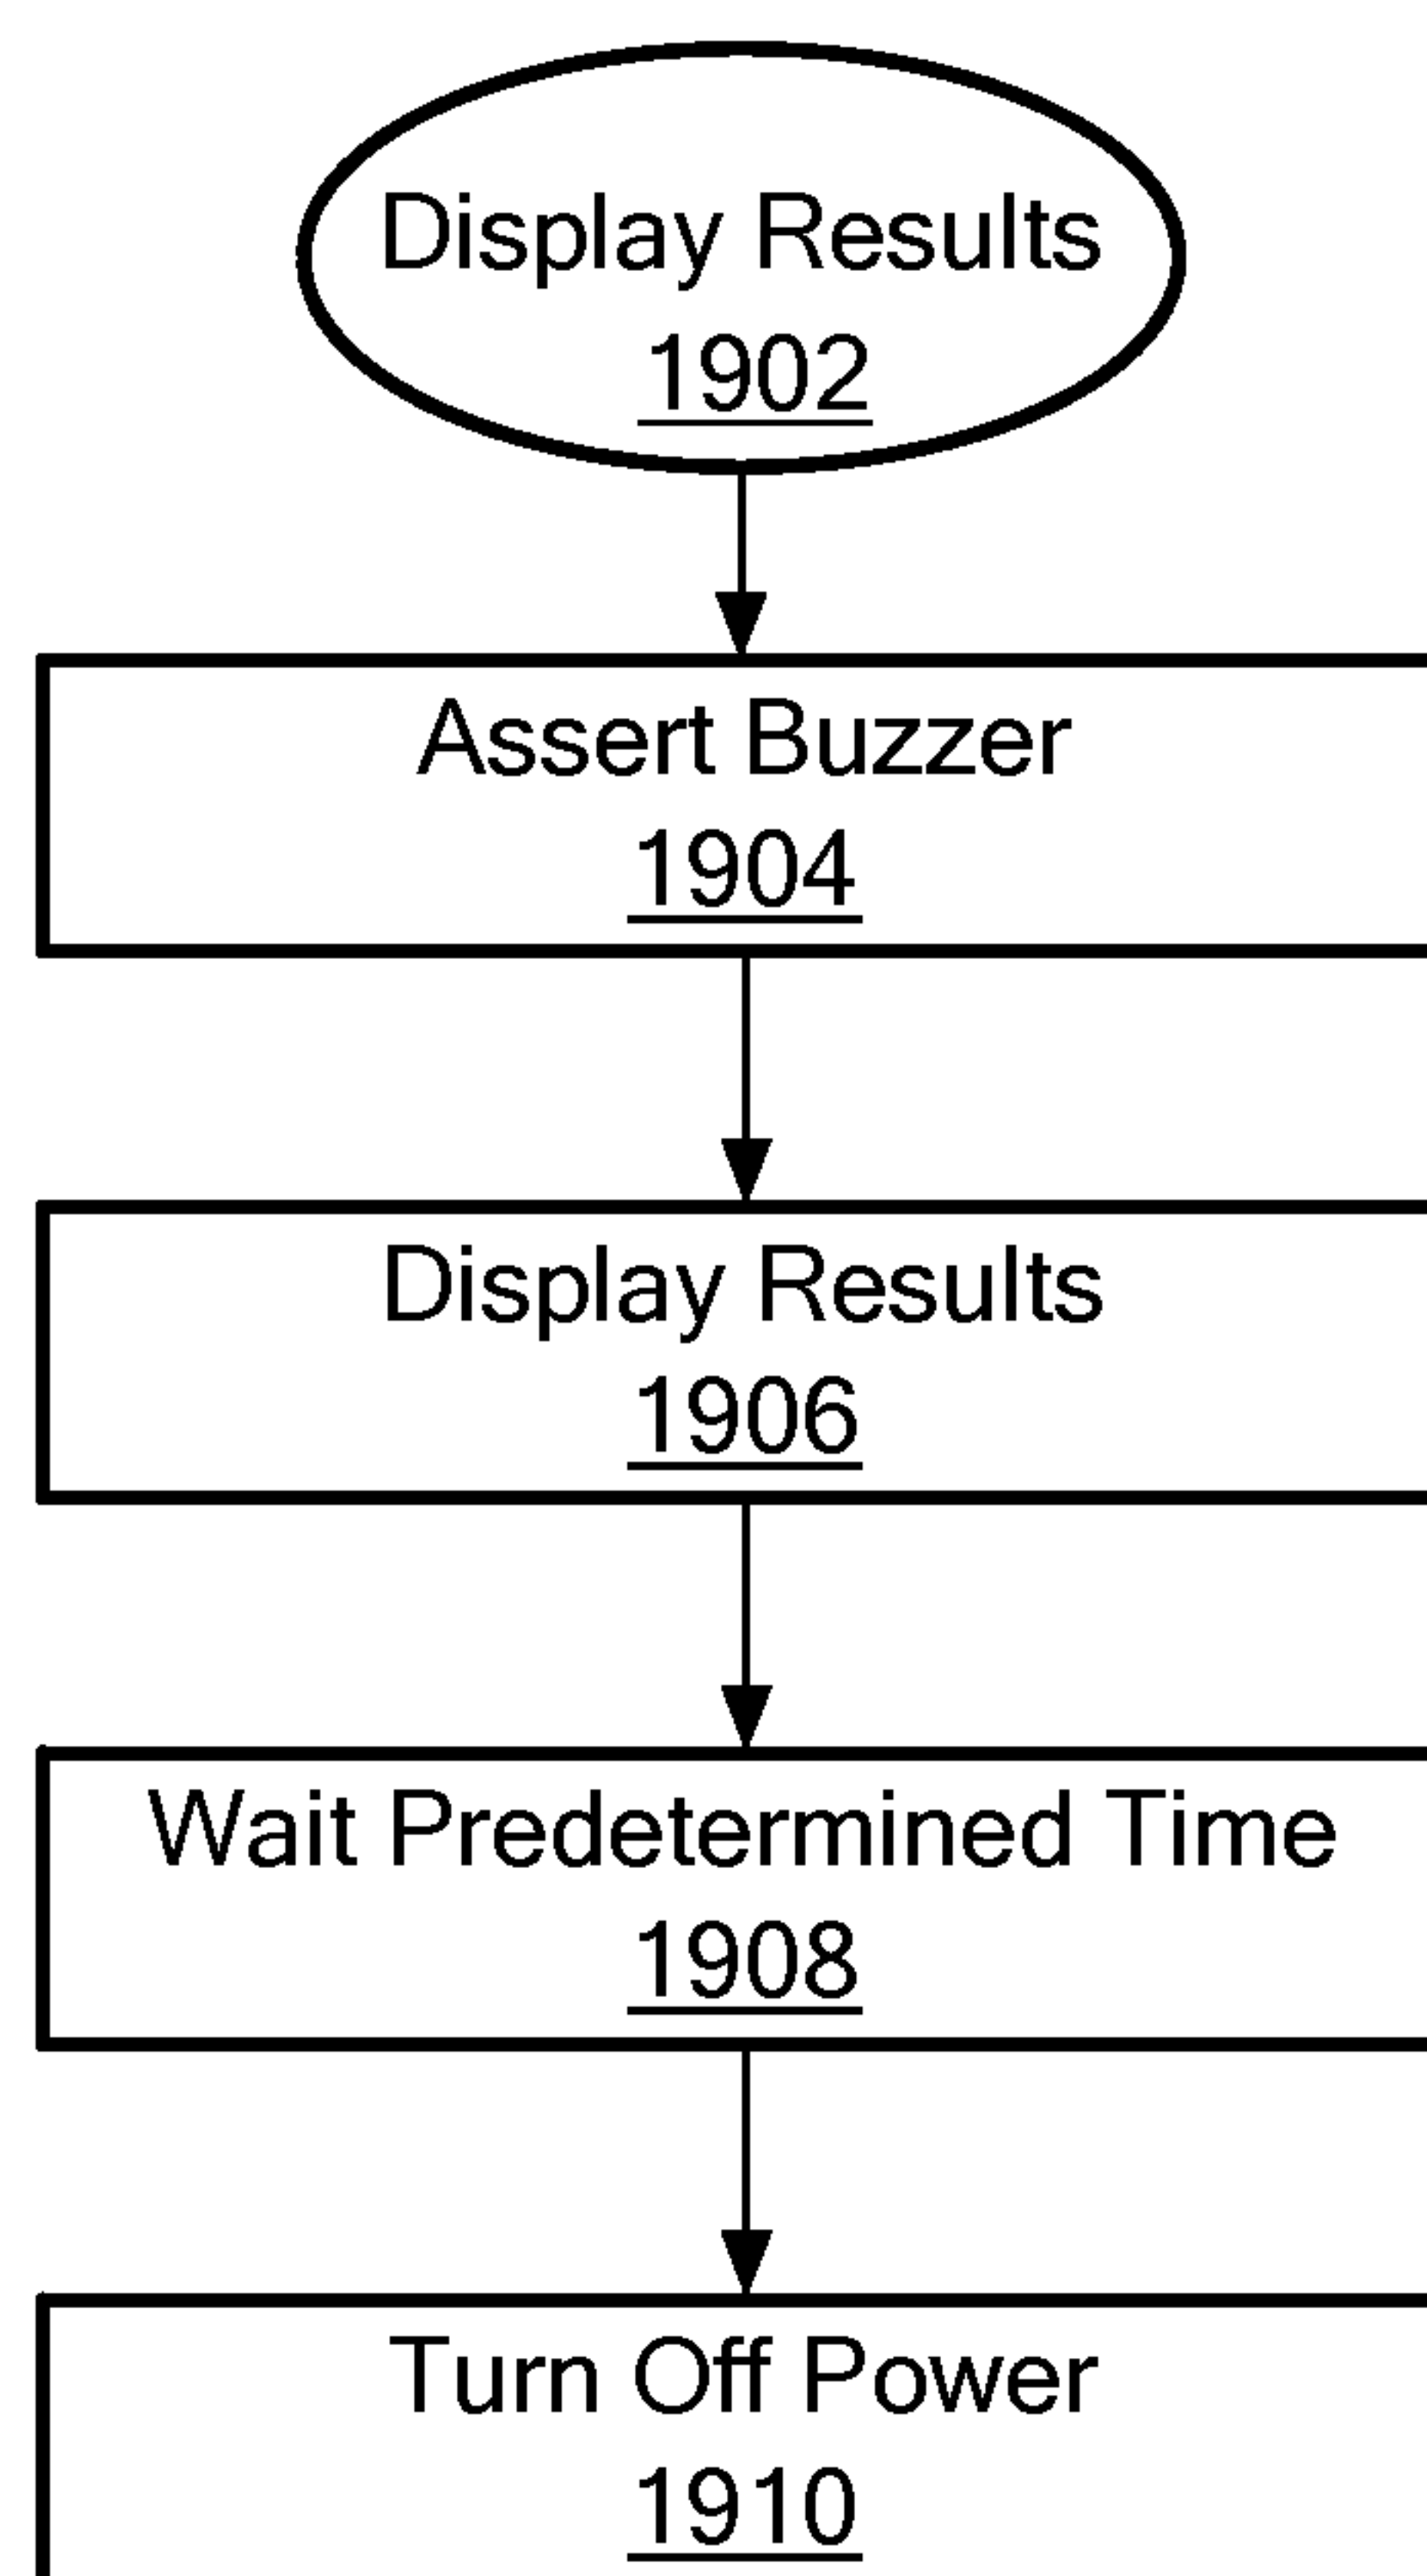 Display Results
1902
Assert Buzzer
1904
Display Results
1906
Wait Predetermined Time
1908
Turn Off Power
1910